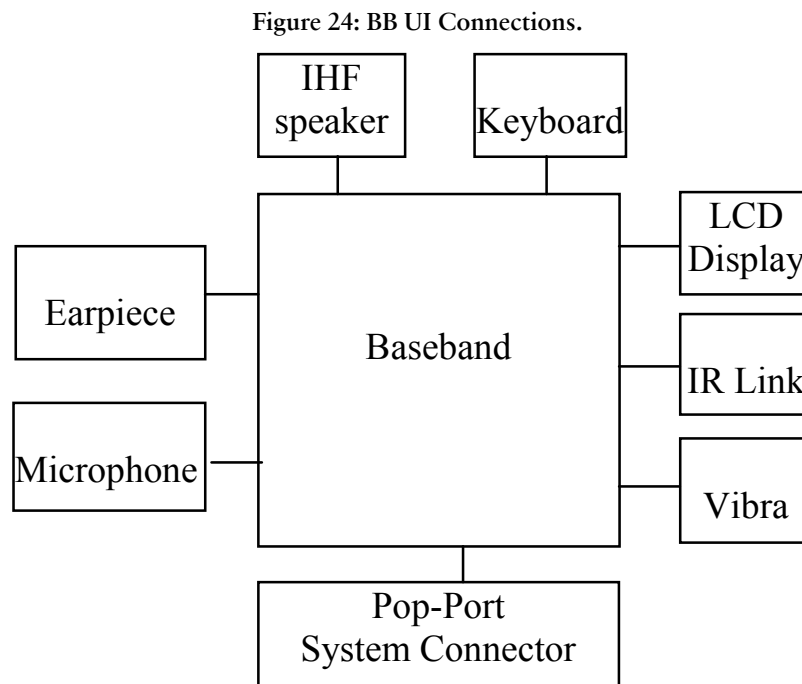 Figure 24: BB UI Connections.
IHF
speaker
Keyboard
LCD
Display
Earpiece
Baseband
IR Link
Microphone
Vibra
Pop-Port
System Connector